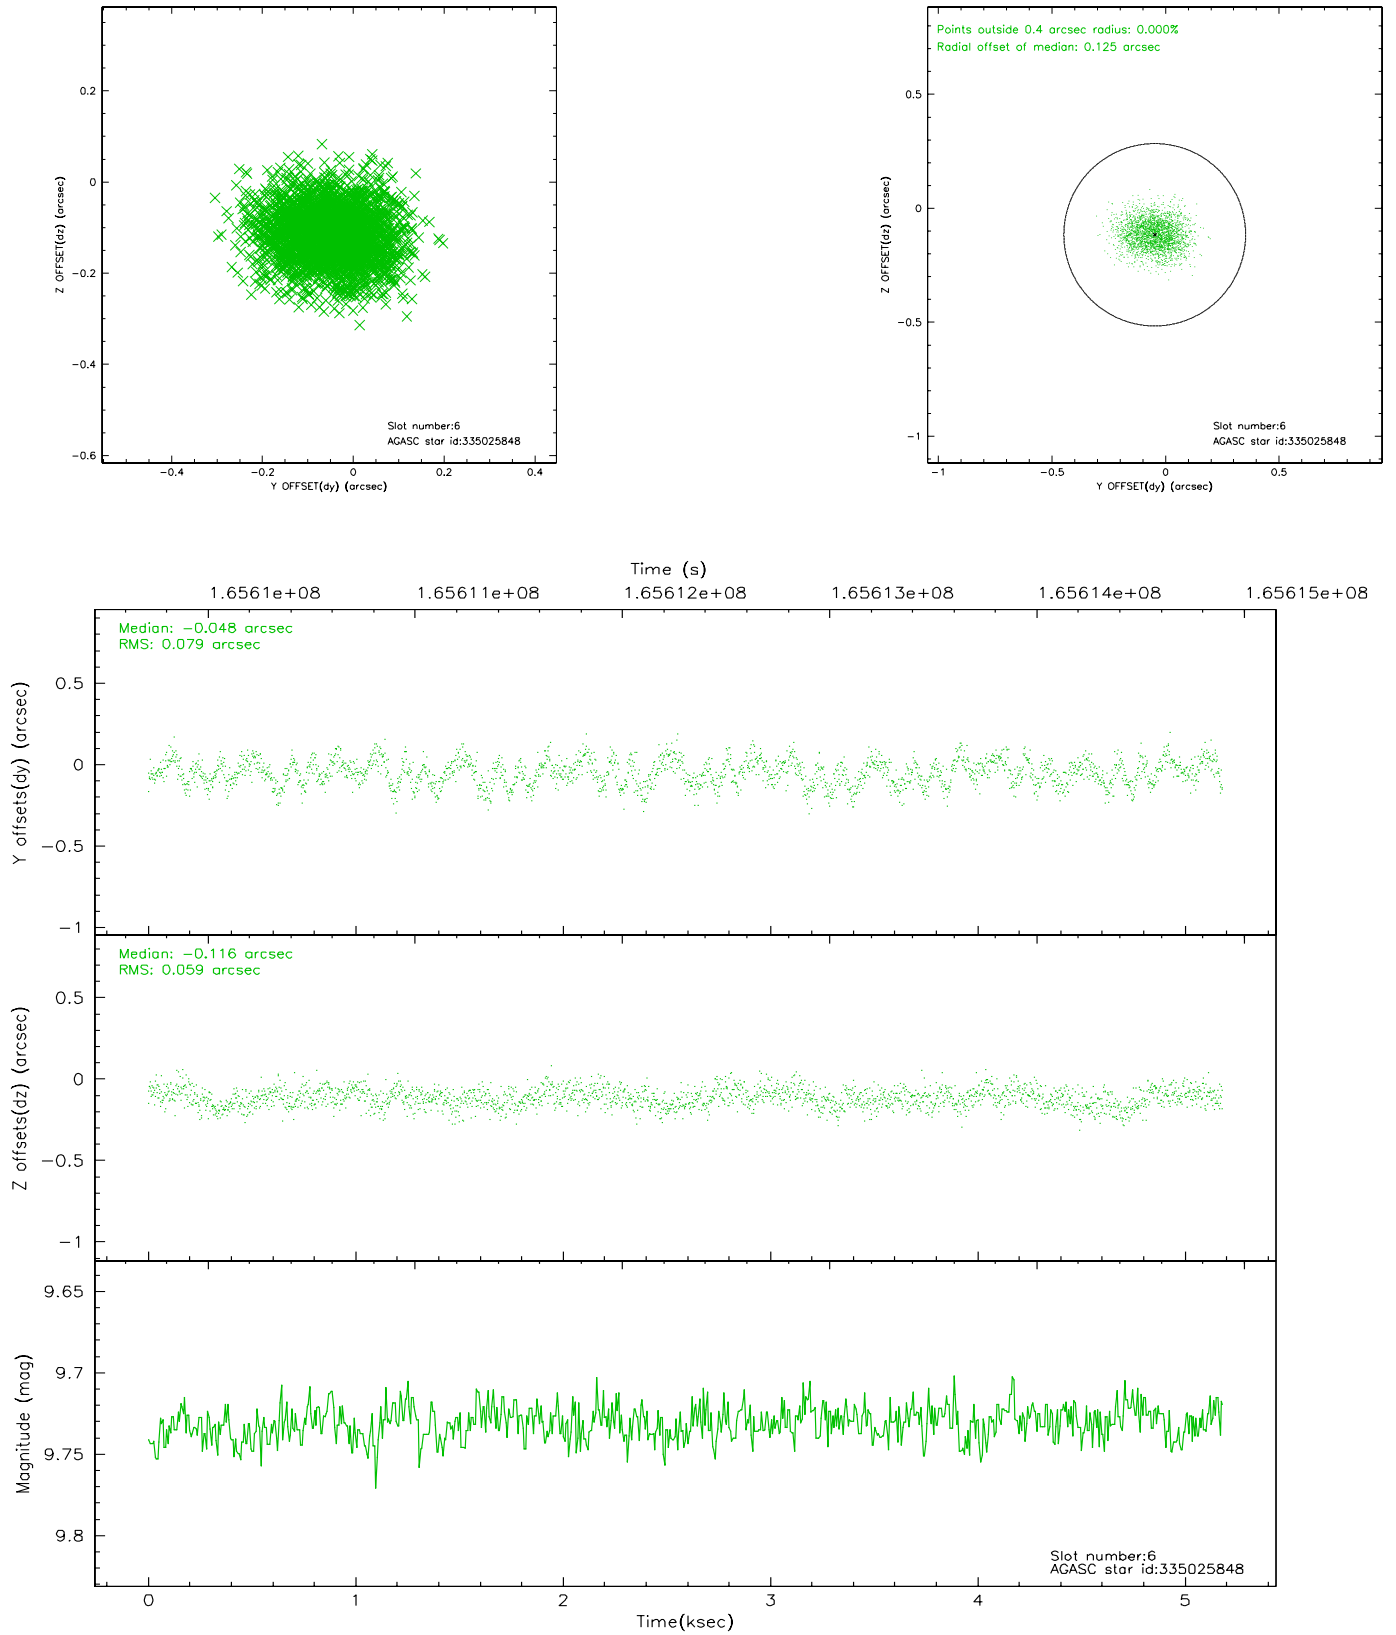 0.2
0
−0.2
−0.4
−0.6
Z OFFSET(dz) (arcsec)
Slot number:6
AGASC star id:335025848
−0.4 −0.2 0 0.2 0.4
Y OFFSET(dy) (arcsec)
Points outside 0.4 arcsec radius: 0.000%
Radial offset of median: 0.125 arcsec
0.5
0
−0.5
−1
Z OFFSET(dz) (arcsec)
Slot number:6
AGASC star id:335025848
−1 −0.5 0 0.5
Y OFFSET(dy) (arcsec)
Time (s)
1.6561e+08 1.65611e+08 1.65612e+08 1.65613e+08 1.65614e+08 1.65615e+08
Median: −0.048 arcsec
RMS: 0.079 arcsec
0.5
0
−0.5
−1
Y offsets(dy) (arcsec)
Median: −0.116 arcsec
RMS: 0.059 arcsec
0.5
0
−0.5
−1
Z offsets(dz) (arcsec)
9.65
9.7
9.75
9.8
Magnitude (mag)
Slot number:6
AGASC star id:335025848
0 1 2 3 4 5
Time(ksec)